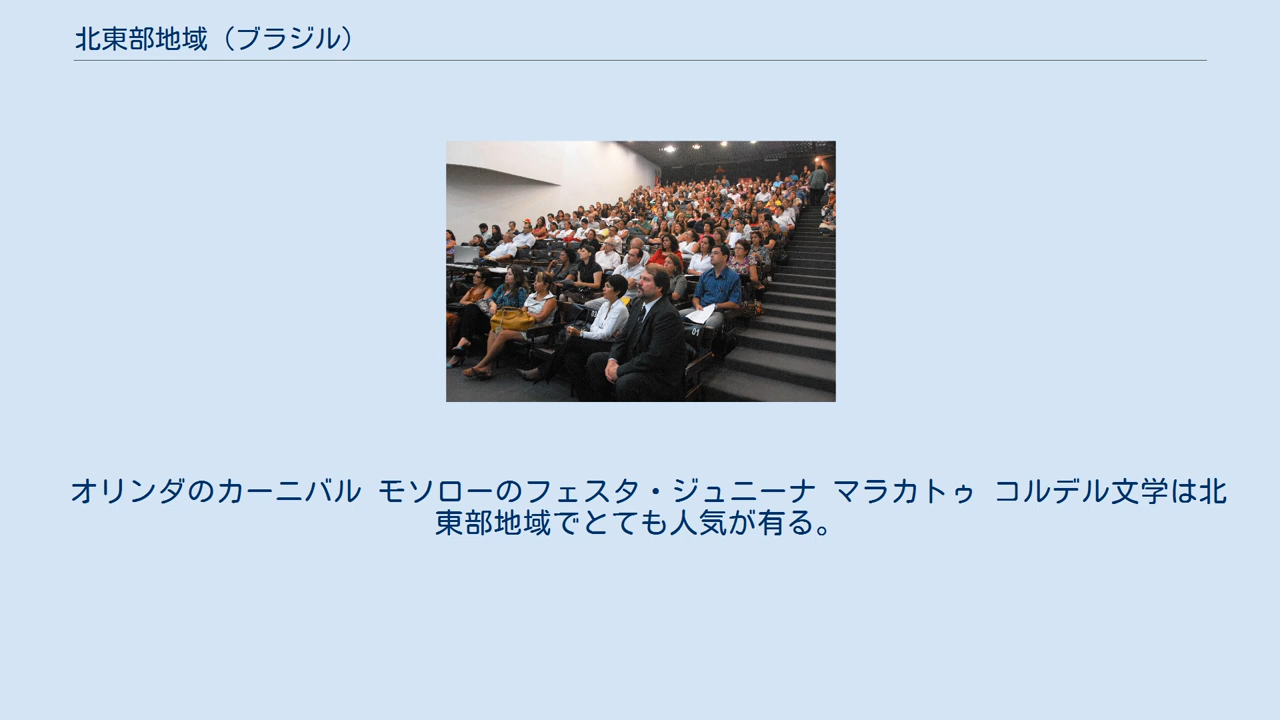 北東部地域（ブラジル）
01
オリンダのカーニバル モソローのフェスタ・ジュニーナ マラカトゥ コルデル文学は北
東部地域でとても人気が有る。